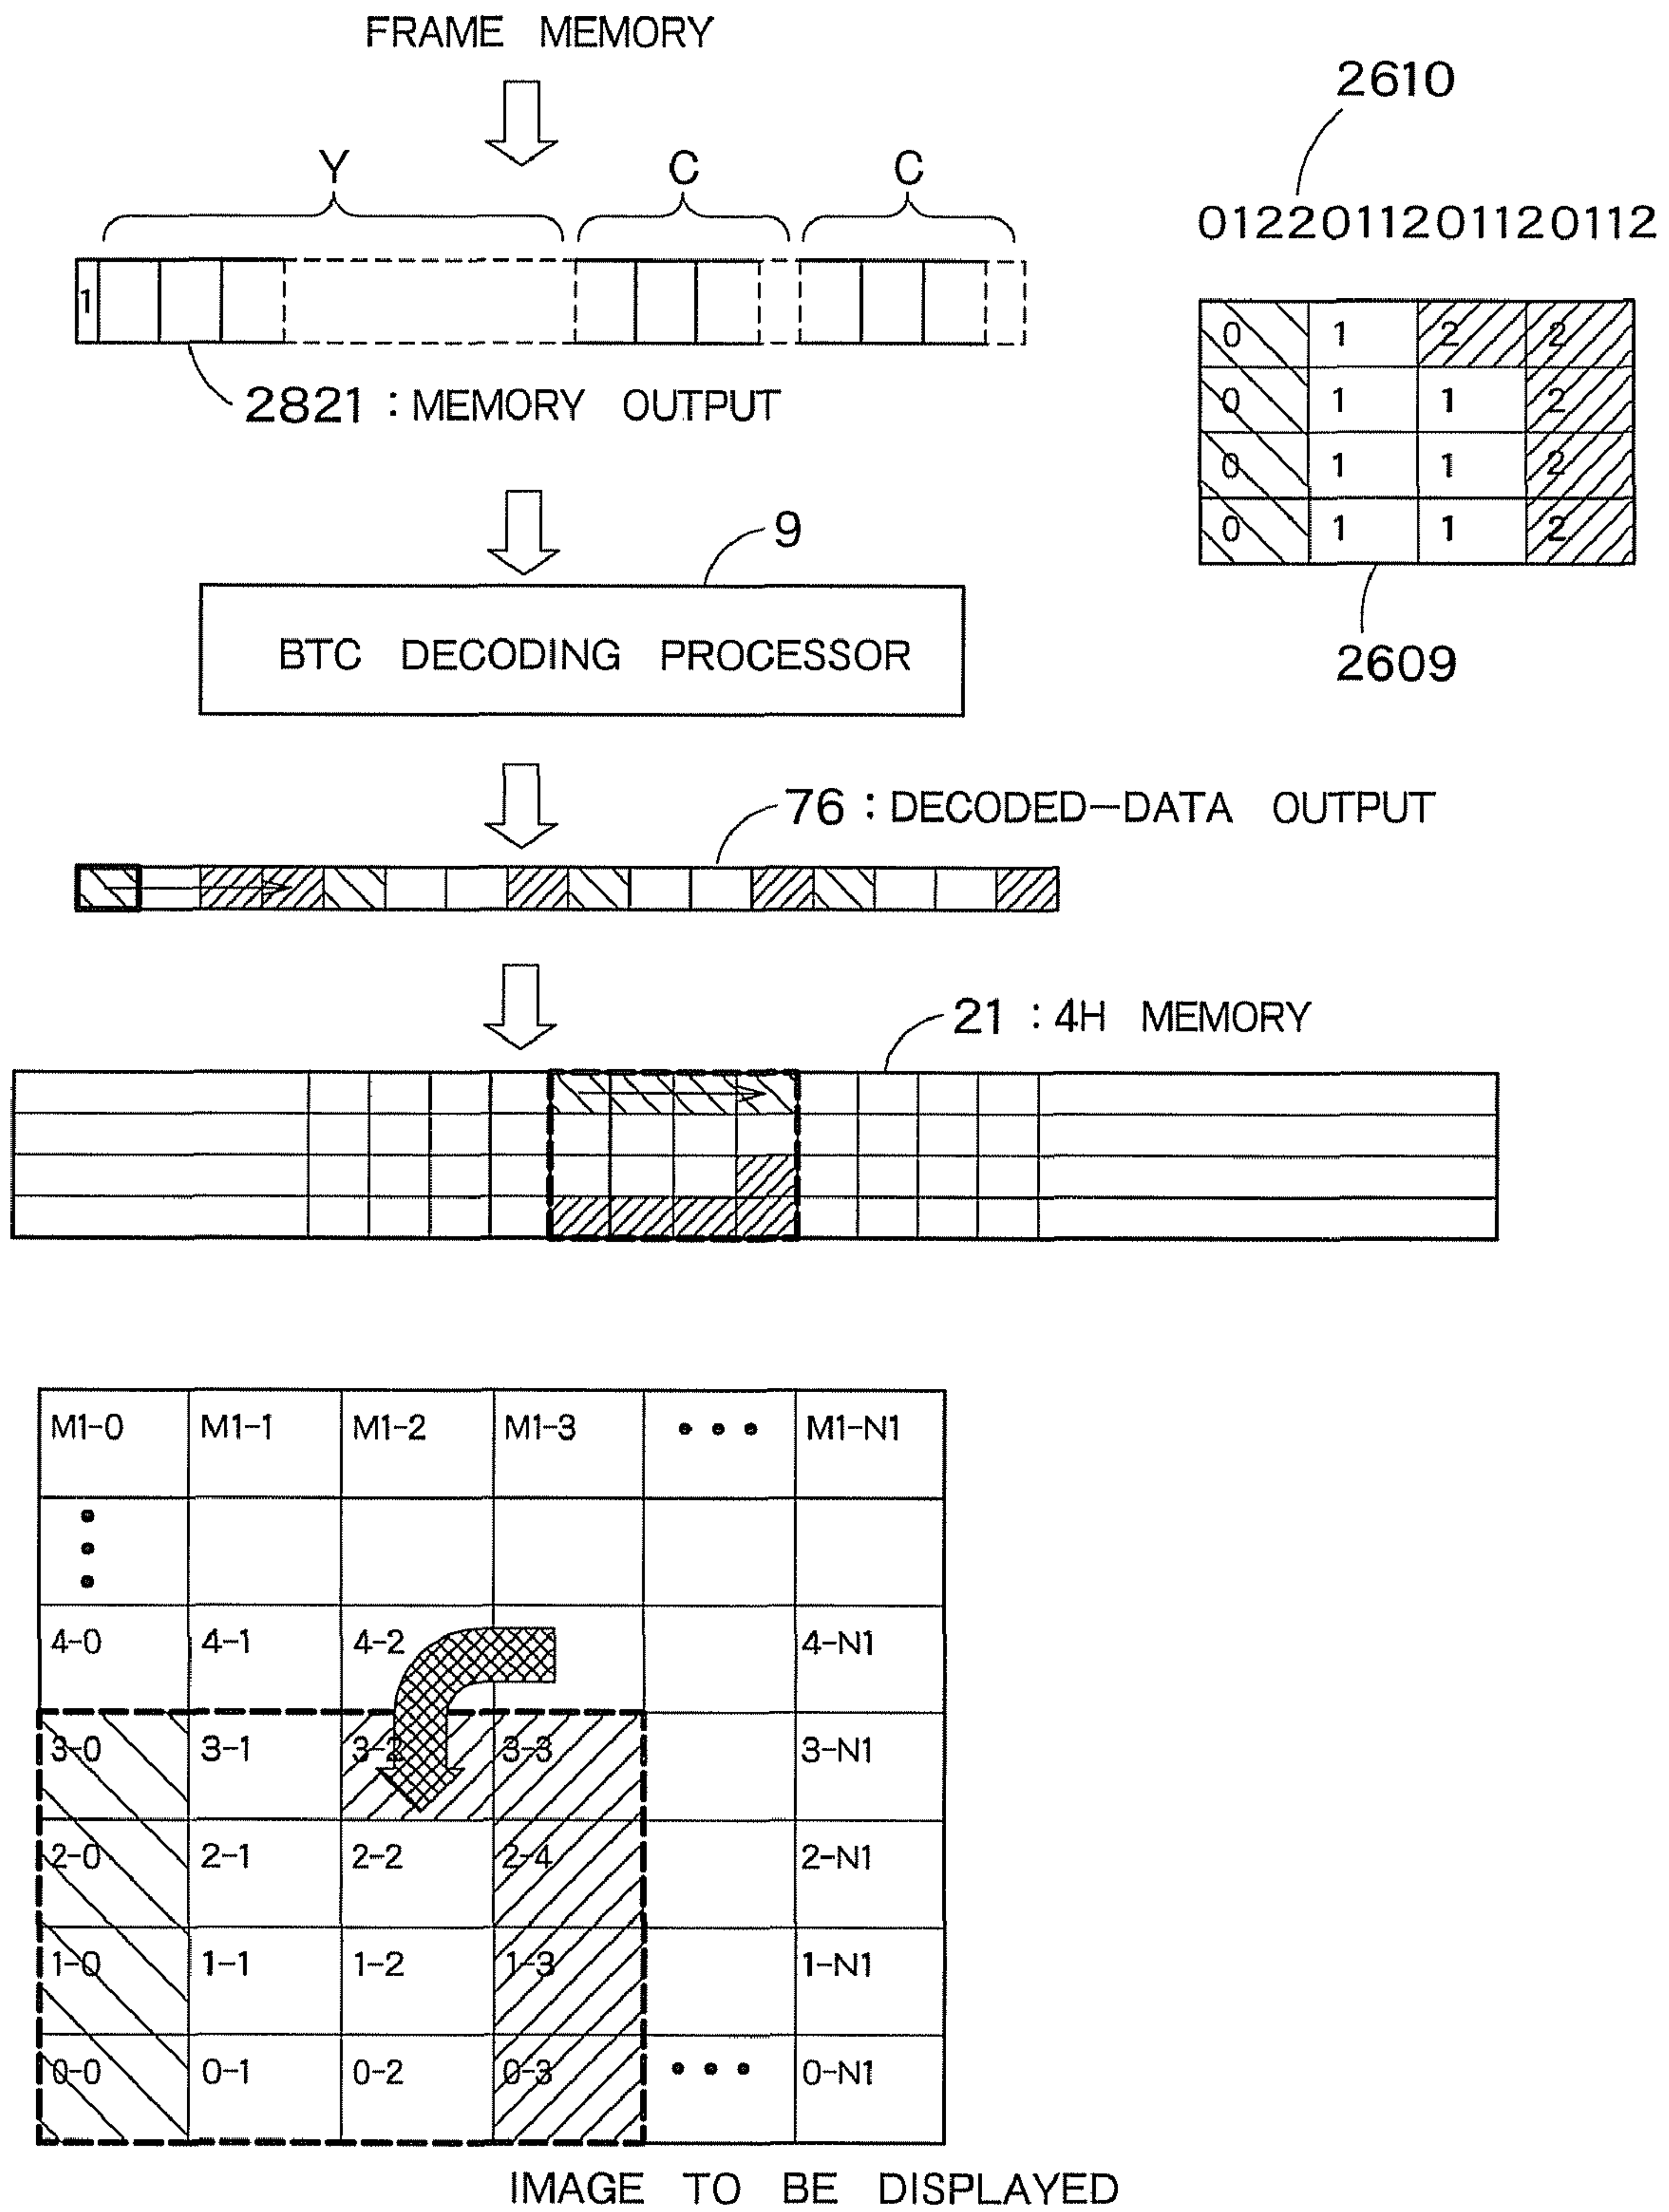 FRAME MEMORY
2610
Y C C
0122011201120112
1
2821 : MEMORY OUTPUT
0 1 2 2
0 1 1 2
0 1 1 2
0 1 1 2
2609
9
BTC DECODING PROCESSOR
76 : DECODED-DATA OUTPUT
21 : 4H MEMORY
M1-0 M1-1 M1-2 M1-3 • • • M1-N1
•
•
•
4-0 4-1 4-2 4-N1
3-0 3-1 3-2 3-3 3-N1
2-0 2-1 2-2 2-4 2-N1
1-0 1-1 1-2 1-3 1-N1
0-0 0-1 0-2 0-3 • • • 0-N1
IMAGE TO BE DISPLAYED